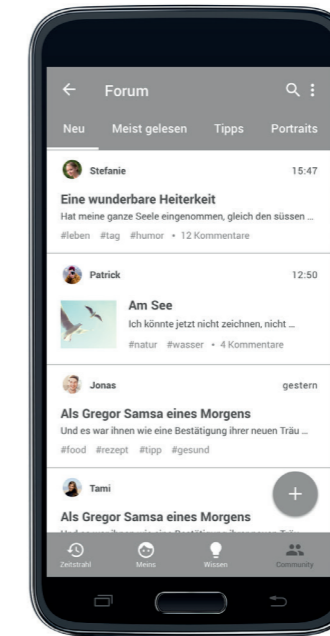 Forum
Neu Meist gelesen Tipps Portraits
Stefanie 15:47
Eine wunderbare Heiterkeit
Hat meine ganze Seele eingenommen, gleich den süssen ...
#leben #tag #humor • 12 Kommentare
Patrick 12:50
Am See
Ich könnte jetzt nicht zeichnen, nicht ...
#natur #wasser • 4 Kommentare
Jonas gestern
Als Gregor Samsa eines Morgens
Und es war ihnen wie eine Bestätigung ihrer neuen Träu ...
#food #rezept #tipp #gesund
Tami
Als Gregor Samsa eines Morgens
Zeitstrahl Meins Wissen Community